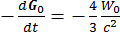 −d𝑮₀/dt = −4/3 W₀/c²